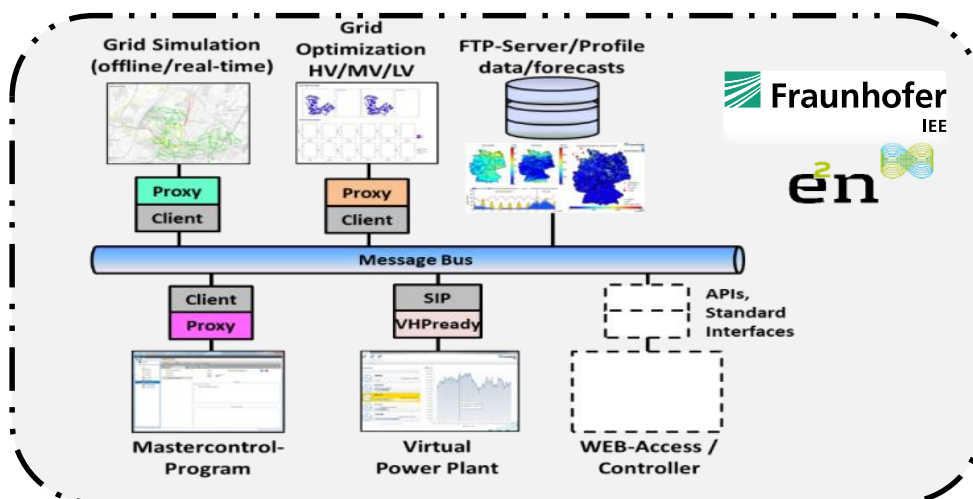 Grid Simulation
(offline/real-time)
Grid
Optimization
HV/MV/LV
FTP-Server/Profile
data/forecasts
Fraunhofer
IEE
e2n
Proxy
Client
Proxy
Client
Message Bus
Client
Proxy
SIP
VHPready
APIs,
Standard
Interfaces
Mastercontrol-
Program
Virtual
Power Plant
WEB-Access /
Controller